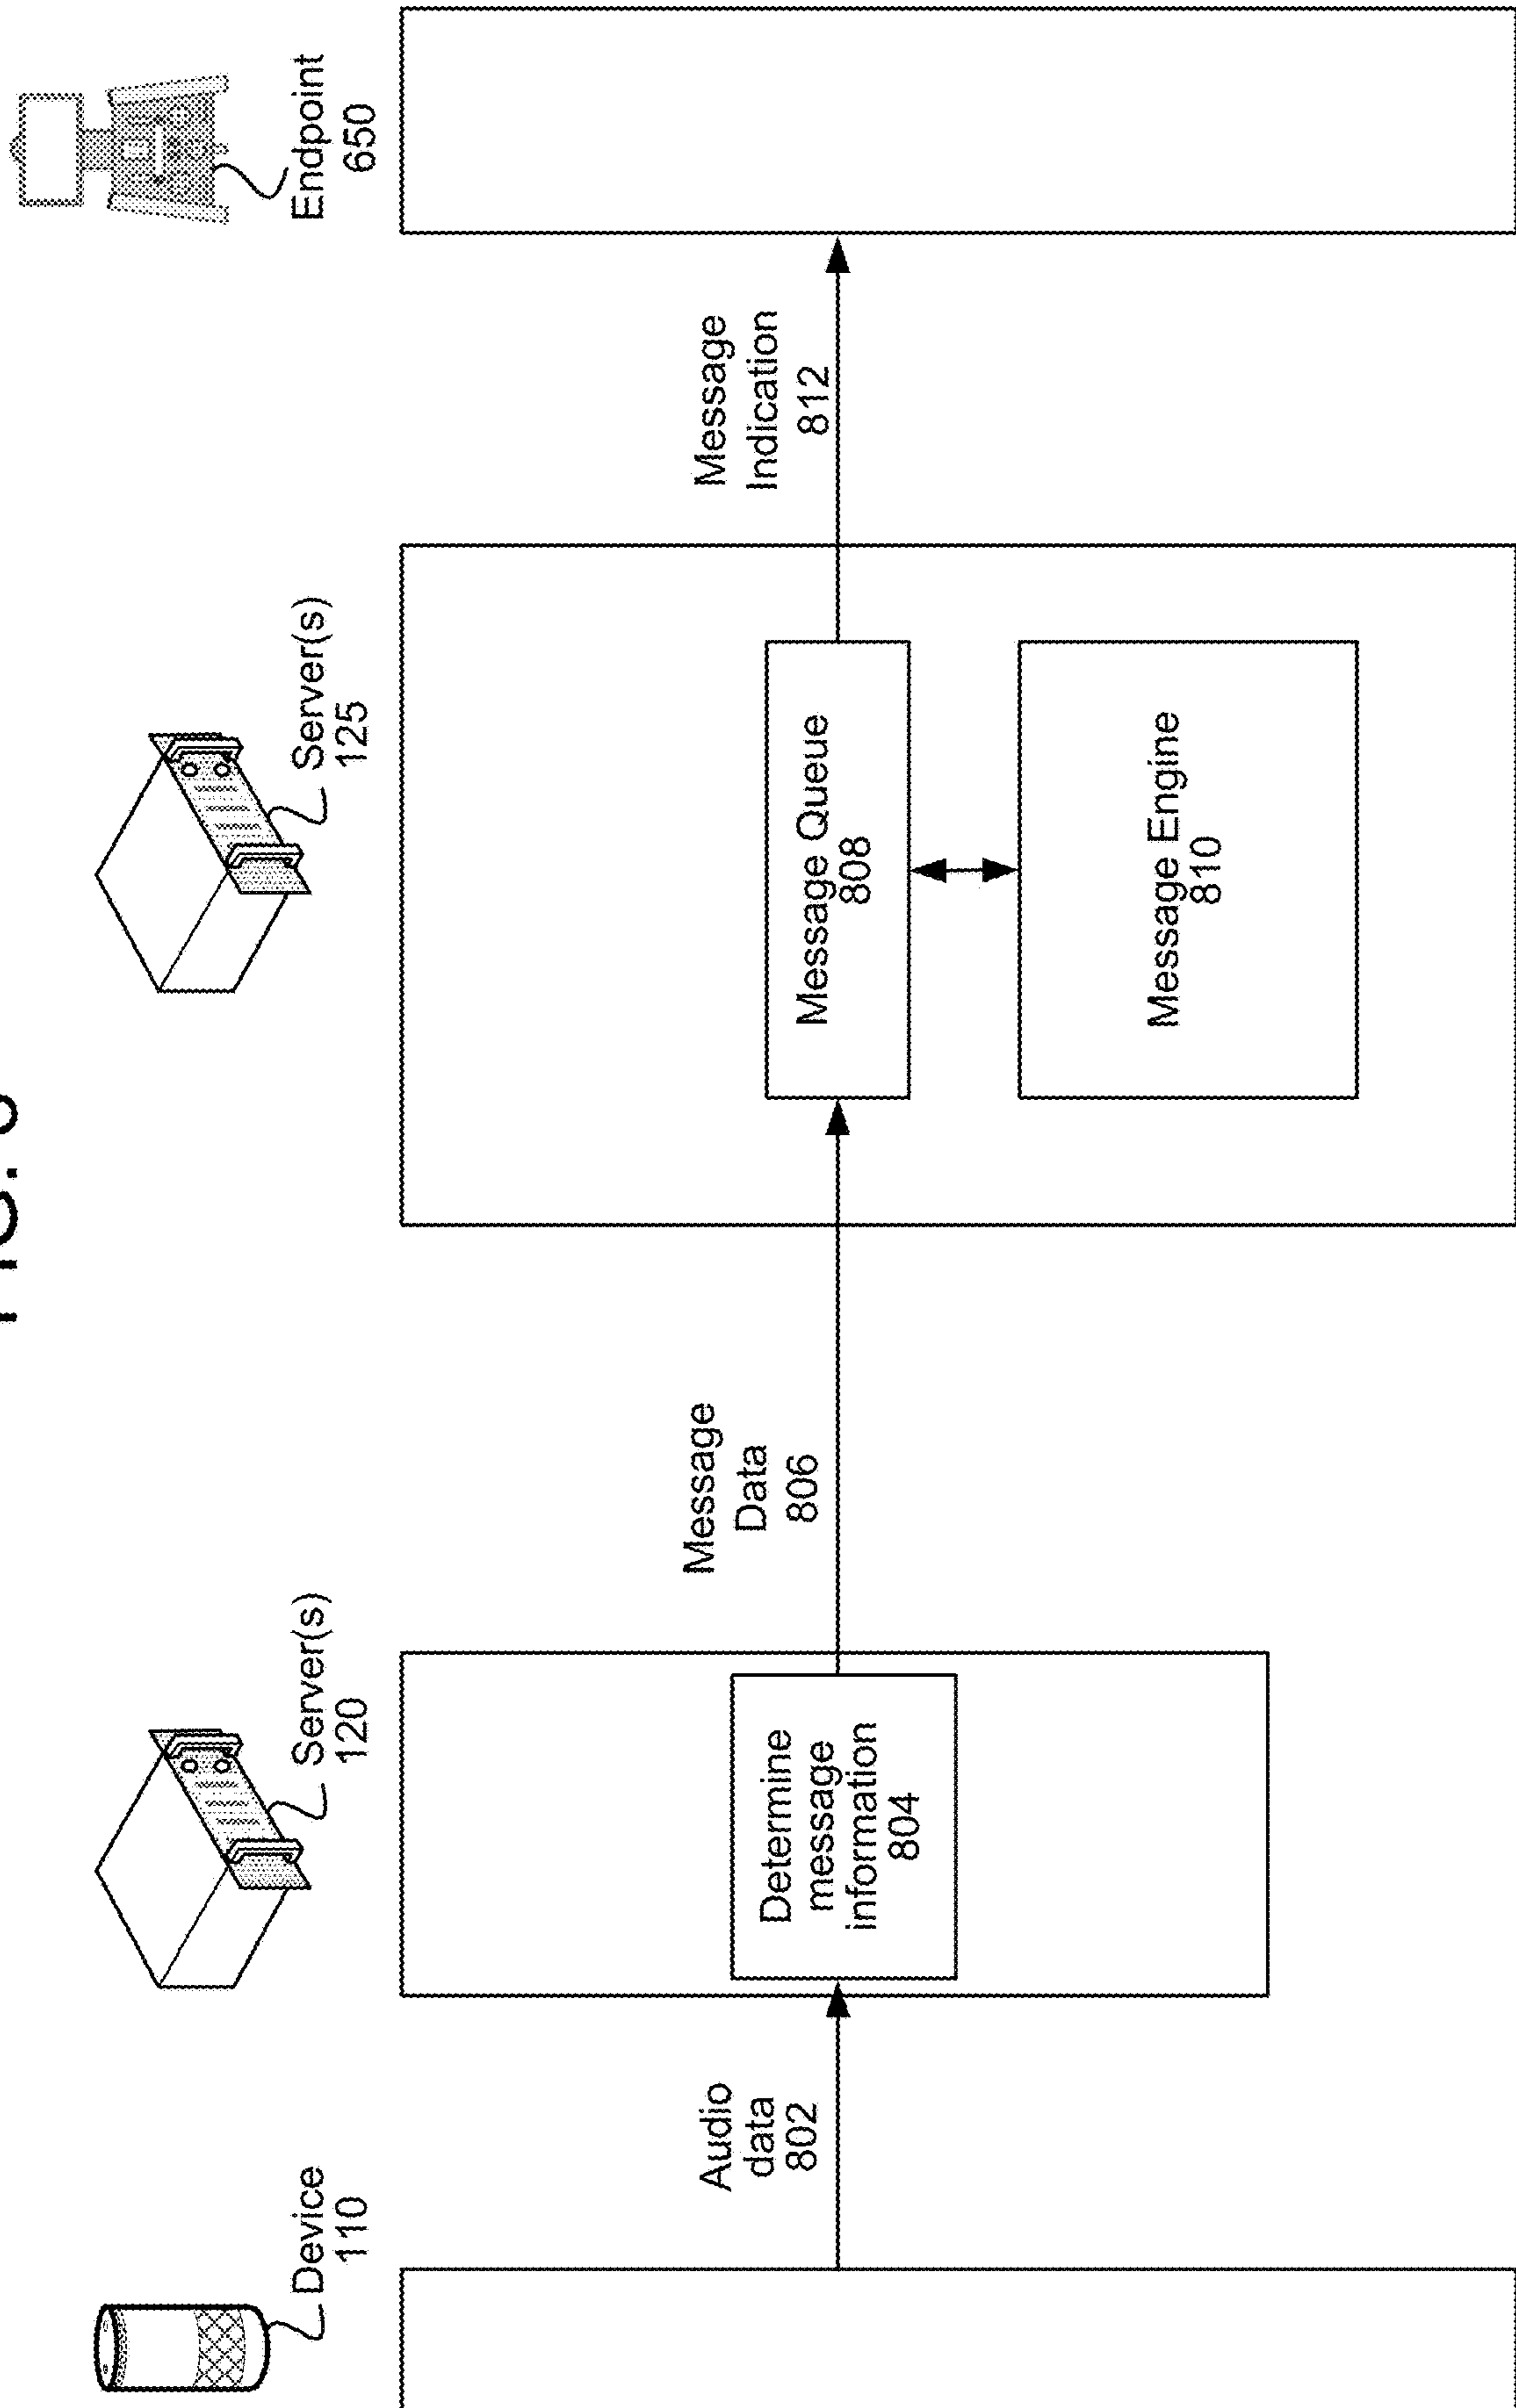 Device
110
Server(s)
120
Server(s)
125
Endpoint
650
Audio
data
802
Determine
message
information
804
Message
Data
806
Message Queue
808
Message Engine
810
Message
Indication
812